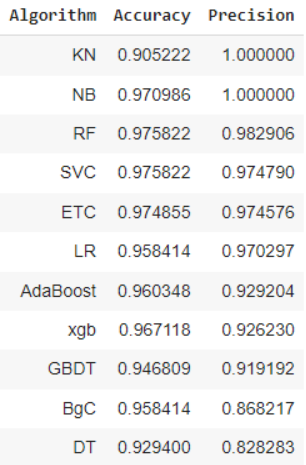 Algorithm Accuracy Precision
KN 0.905222 1.000000
NB 0.970986 1.000000
RF 0.975822 0.982906
SVC 0.975822 0.974790
ETC 0.974855 0.974576
LR 0.958414 0.970297
AdaBoost 0.960348 0.929204
xgb 0.967118 0.926230
GBDT 0.946809 0.919192
BgC 0.958414 0.868217
DT 0.929400 0.828283